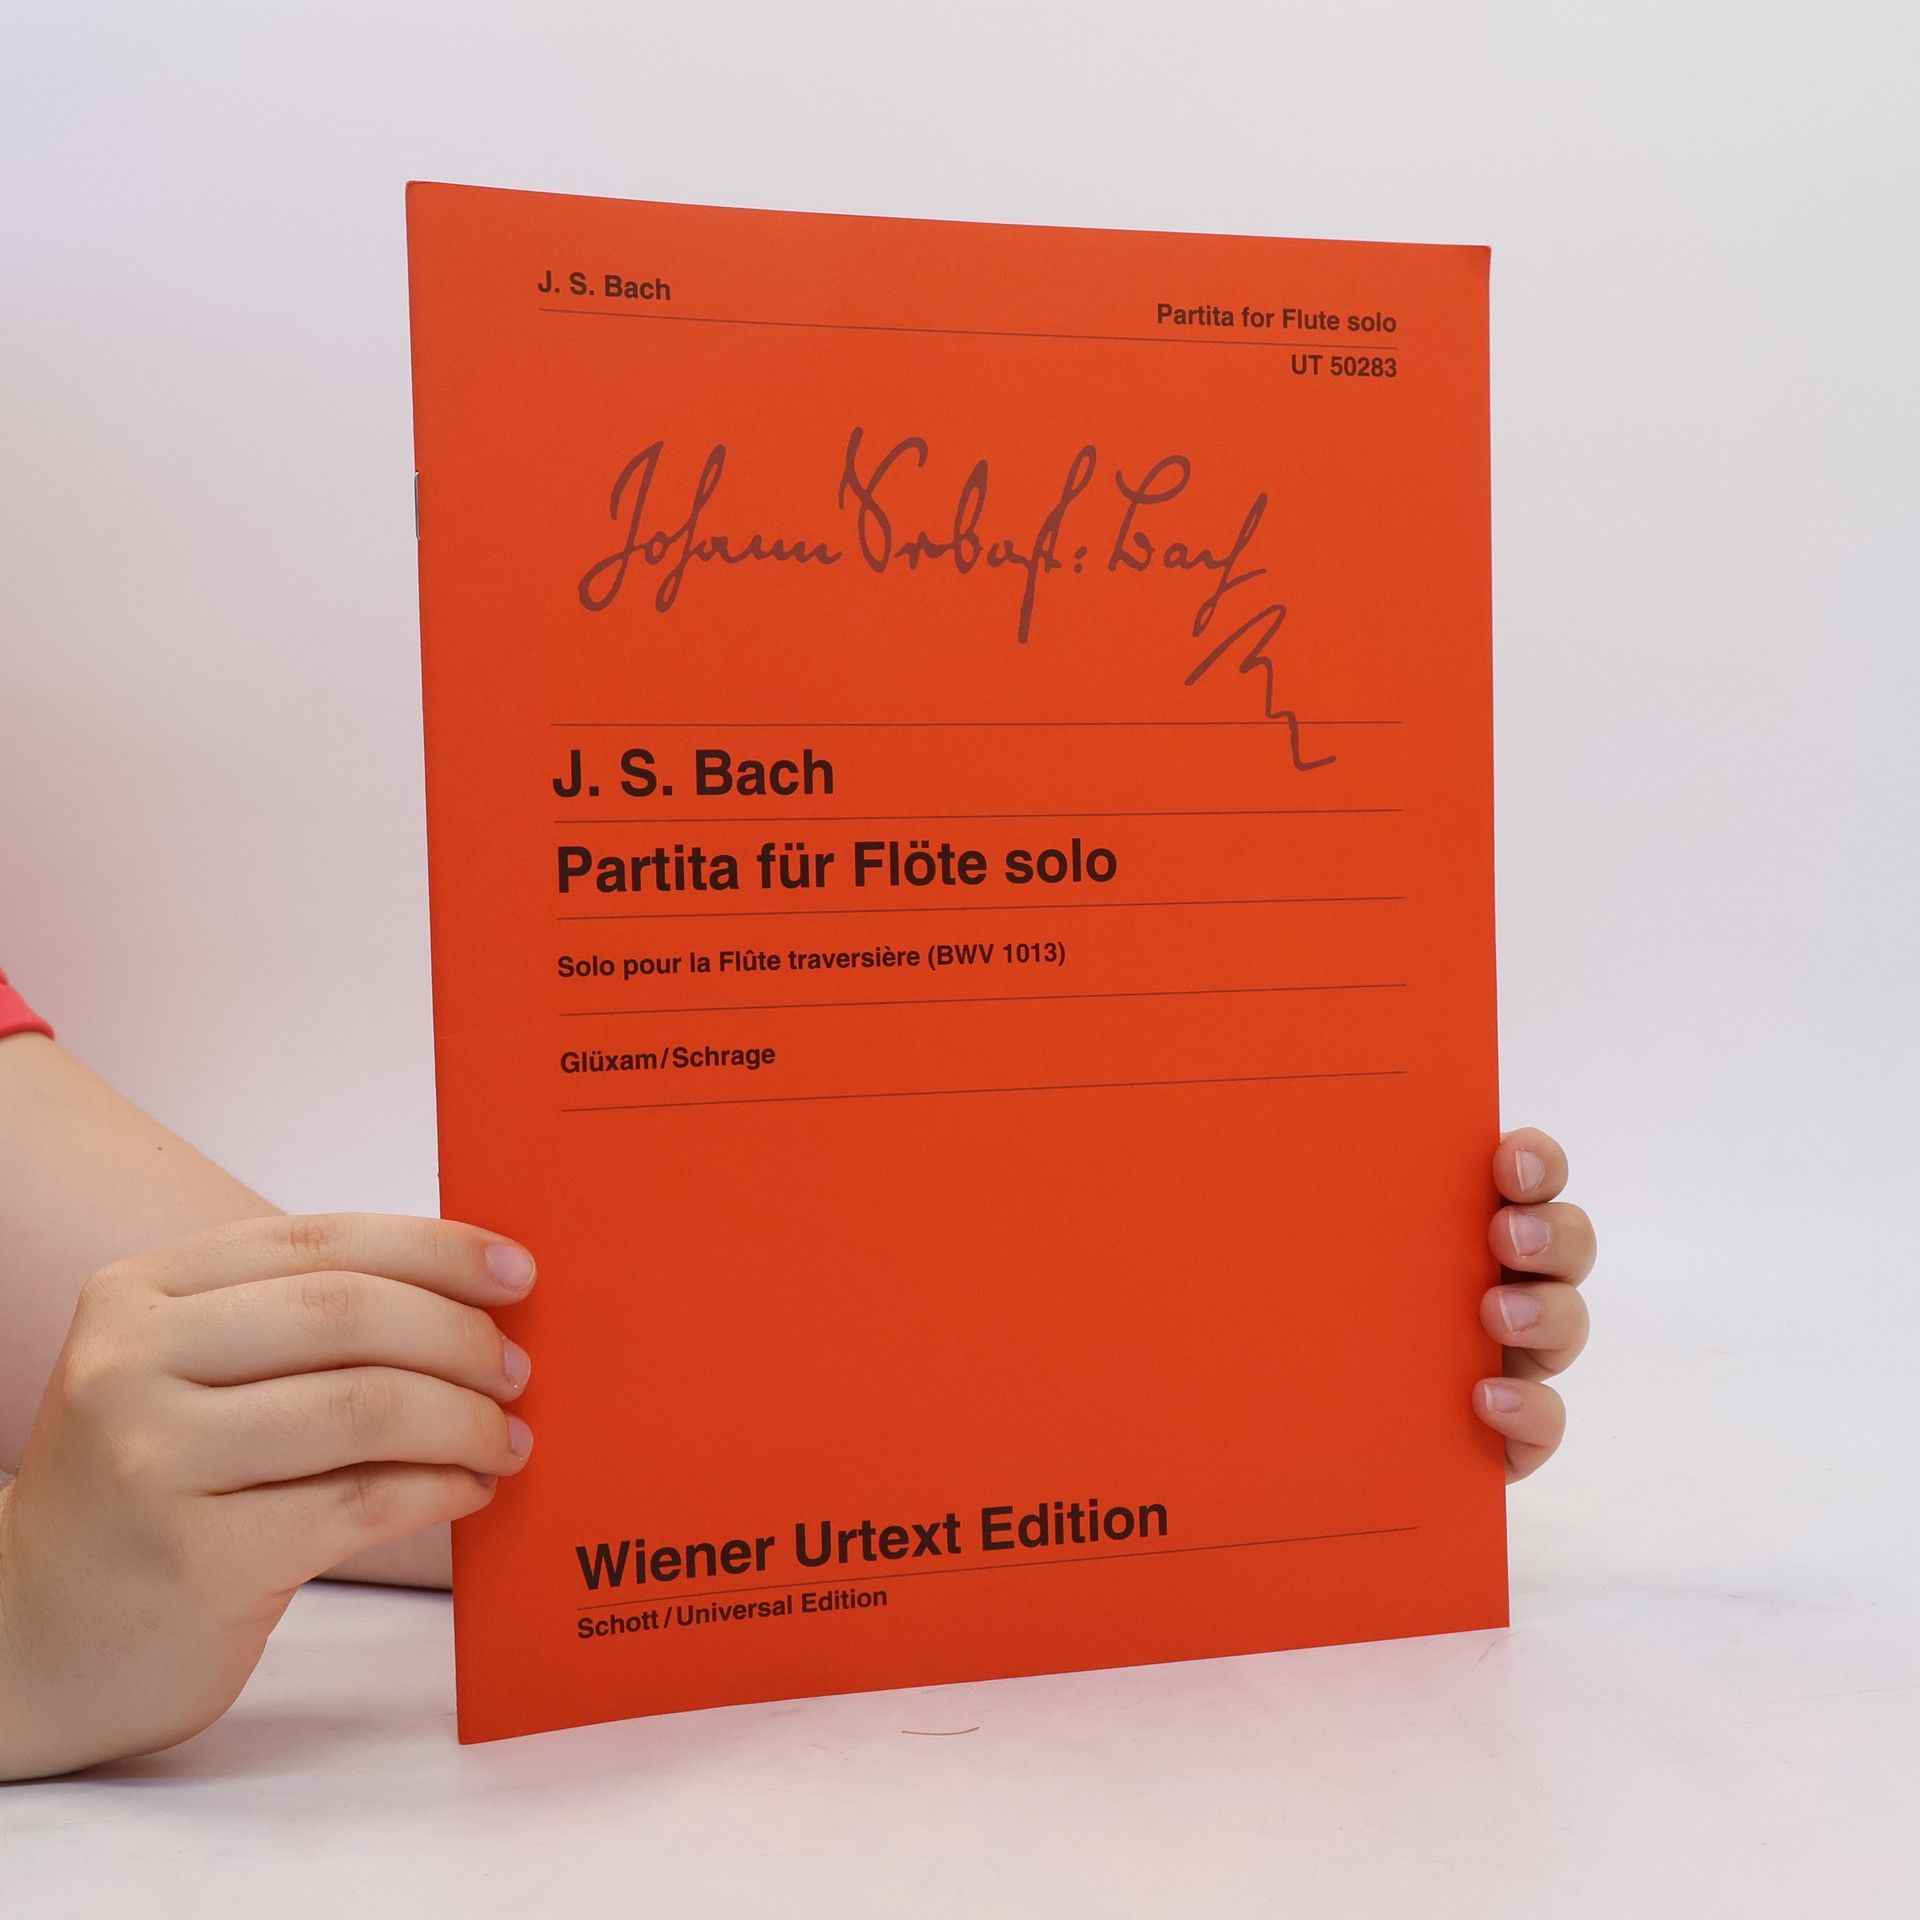 J. S. Bach
Partita for Flute solo
UT 50283
Johann Sebast: Bach
J. S. Bach
Partita für Flöte solo
Solo pour la Flûte traversière (BWV 1013)
Glüxam/Schrage
Wiener Urtext Edition
Schott/Universal Edition